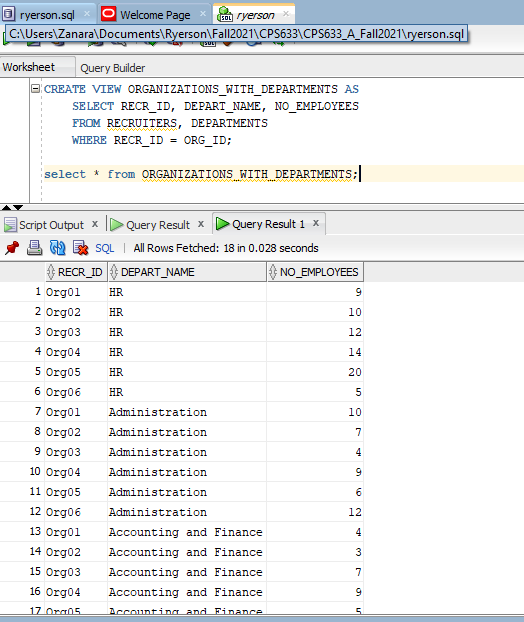 ryerson.sql x Welcome Page x ryerson x
C:\Users\Zanara\Documents\Ryerson\Fall2021\CPS633\CPS633_A_Fall2021\ryerson.sql
Worksheet Query Builder
CREATE VIEW ORGANIZATIONS_WITH_DEPARTMENTS AS
SELECT RECR_ID, DEPART_NAME, NO_EMPLOYEES
FROM RECRUITERS, DEPARTMENTS
WHERE RECR_ID = ORG_ID;
select * from ORGANIZATIONS_WITH_DEPARTMENTS;
Script Output x Query Result x Query Result 1 x
SQL | All Rows Fetched: 18 in 0.028 seconds
RECR_ID DEPART_NAME NO_EMPLOYEES
1 Org01 HR 9
2 Org02 HR 10
3 Org03 HR 12
4 Org04 HR 14
5 Org05 HR 20
6 Org06 HR 5
7 Org01 Administration 10
8 Org02 Administration 7
9 Org03 Administration 4
10 Org04 Administration 9
11 Org05 Administration 6
12 Org06 Administration 12
13 Org01 Accounting and Finance 4
14 Org02 Accounting and Finance 3
15 Org03 Accounting and Finance 7
16 Org04 Accounting and Finance 9
17 Org05 Accounting and Finance 5